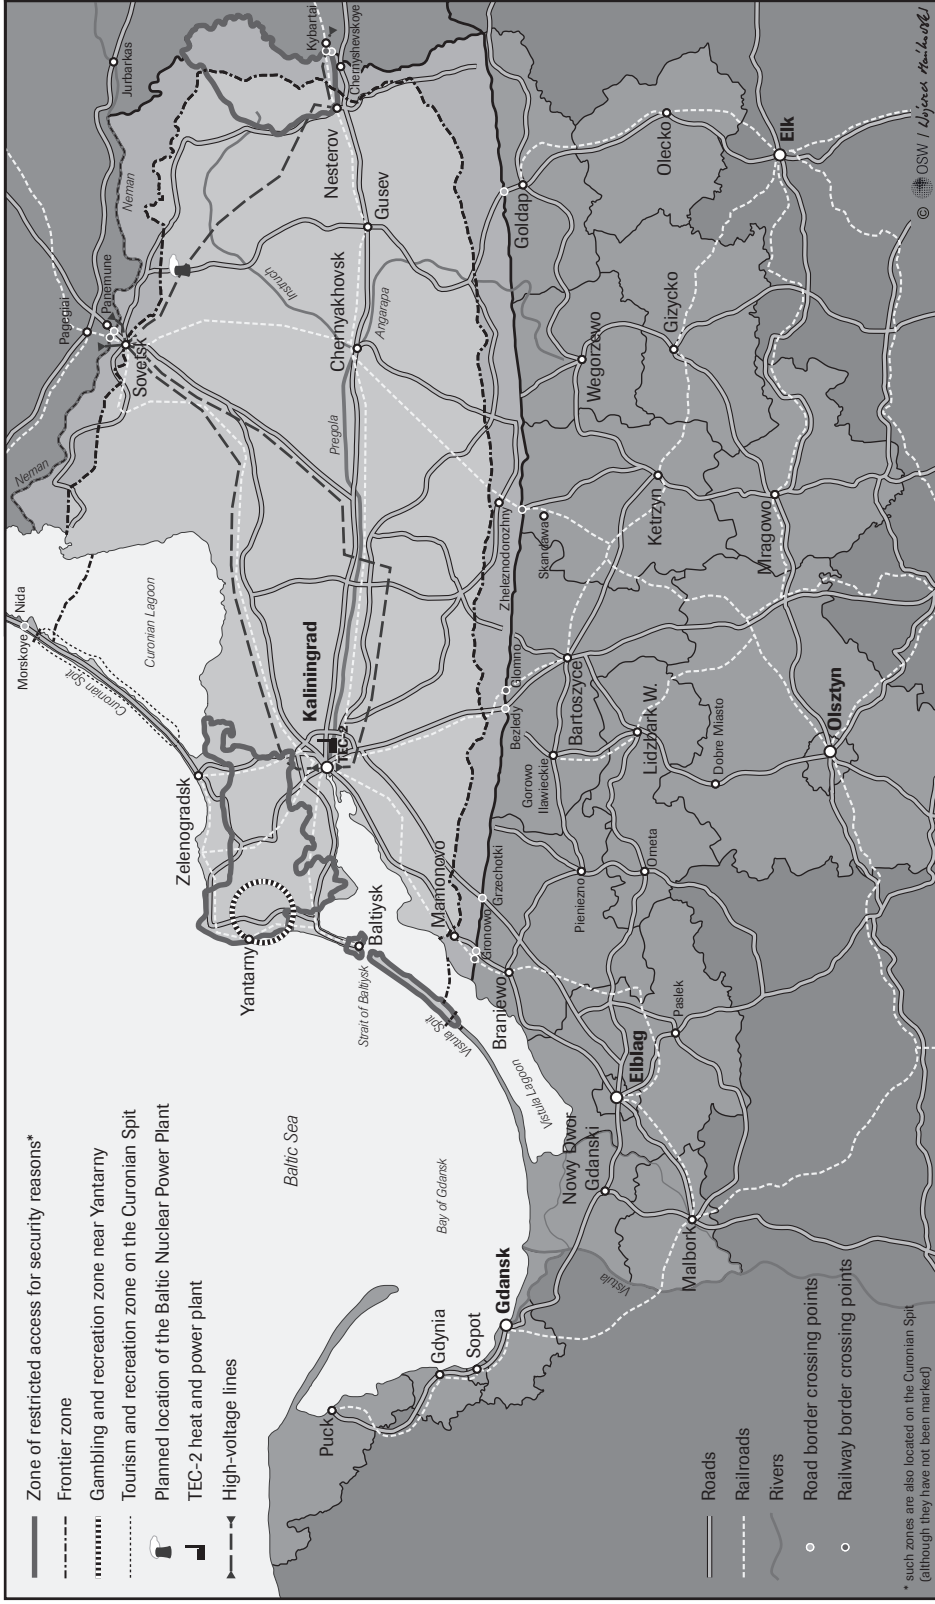 Zone of restricted access for security reasons*
Frontier zone
Gambling and recreation zone near Yantarny
Tourism and recreation zone on the Curonian Spit
Planned location of the Baltic Nuclear Power Plant
TEC-2 heat and power plant
High-voltage lines
Roads
Railroads
Rivers
Road border crossing points
Railway border crossing points
* such zones are also located on the Curonian Spit
(although they have not been marked)
Baltic Sea
Bay of Gdansk
Puck
Gdynia
Sopot
Gdansk
Vistula
Malbork
Nowy Dwor
Gdanski
Elblag
Paslek
Vistula Lagoon
Vistula Spit
Strait of Baltiysk
Braniewo
Gronowo
Grzechotki
Mamonovo
Baltiysk
Yantarny
Zelenogradsk
Kaliningrad
TEC-2
Curonian Spit
Curonian Lagoon
Morskoye
Nida
Pieniezno
Orneta
Gorowo
Ilawieckie
Lidzbark W.
Dobre Miasto
Olsztyn
Bartoszyce
Bezledy
Glomno
Zheleznodorozhny
Skandawa
Ketrzyn
Mragowo
Wegorzewo
Gizycko
Goldap
Olecko
Elk
Pregola
Chernyakhovsk
Angarapa
Instruch
Gusev
Nesterov
Chernyshevskoye
Kybartai
Sovetsk
Pagegiai
Panemune
Neman
Neman
Jurbarkas
© OSW /